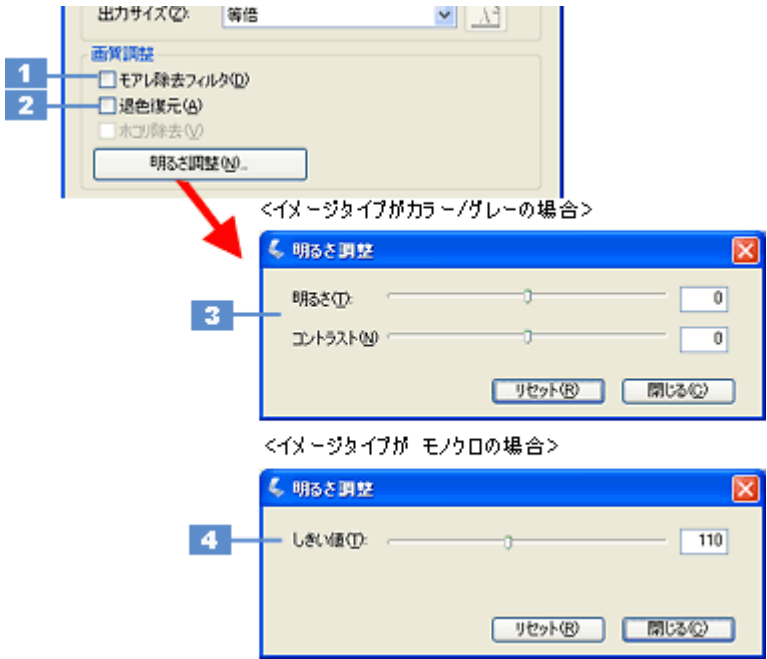 出力サイズ(Z): 等倍
画質調整
1 モアレ除去フィルタ(D)
2 退色復元(A)
ホコリ除去(V)
明るさ調整(N)...
<イメージタイプがカラー/グレーの場合>
明るさ調整
明るさ(T): 0
3
コントラスト(N) 0
リセット(R) 閉じる(C)
<イメージタイプが モノクロの場合>
明るさ調整
4 しきい値(T): 110
リセット(R) 閉じる(C)